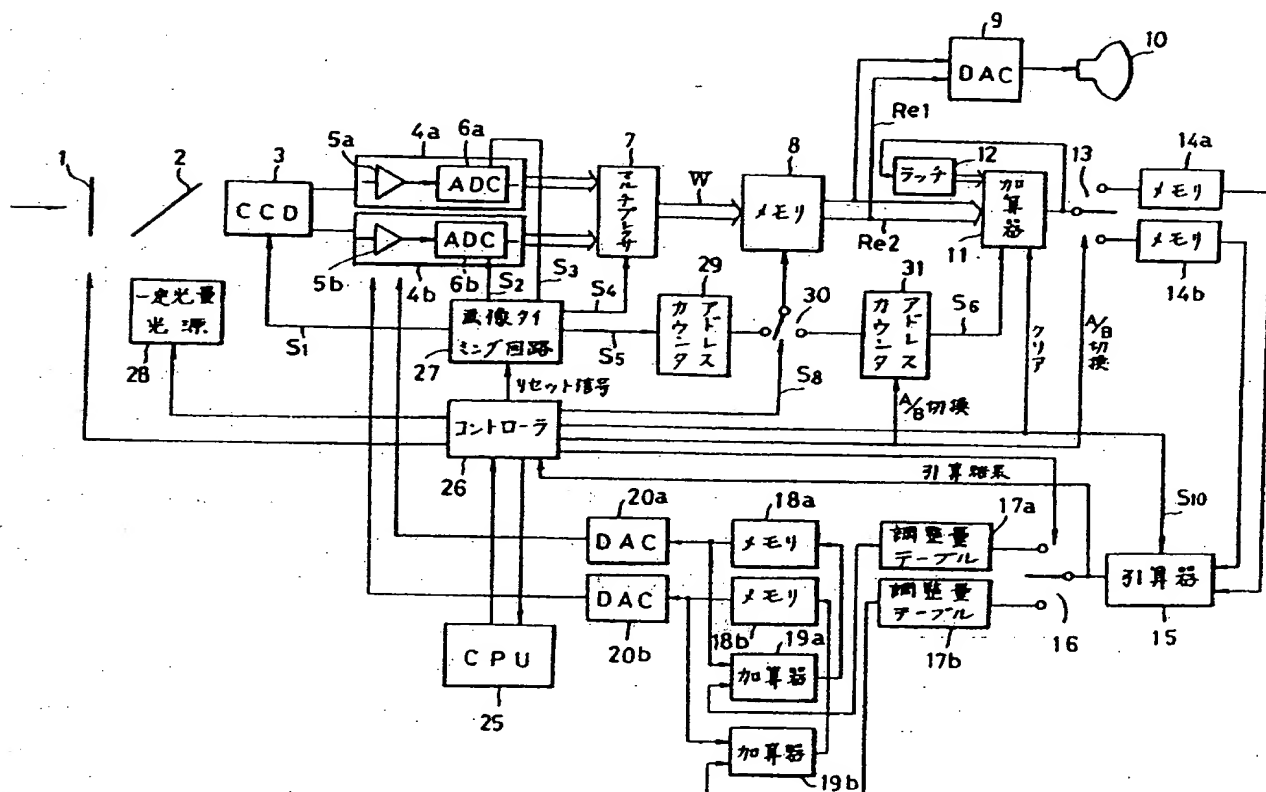 9
DAC
10
Re1
1
2
3
CCD
5a
4a
6a
ADC
5b
4b
6b
ADC
7
マルチプレクサ
W
8
メモリ
Re2
12
ラッチ
加算器
11
13
14a
メモリ
メモリ
14b
一定光量
光源
28
S1
S2
S3
S4
S5
画像タイ
ミング回路
27
29
アドレス
カウンタ
30
31
アドレス
カウンタ
S6
クリア
A/B切換
S8
リセット信号
A/B切換
コントローラ
26
引算結果
S10
20a
DAC
DAC
20b
18a
メモリ
メモリ
18b
17a
調整量
テーブル
調整量
テーブル
17b
16
引算器
15
CPU
25
19a
加算器
加算器
19b